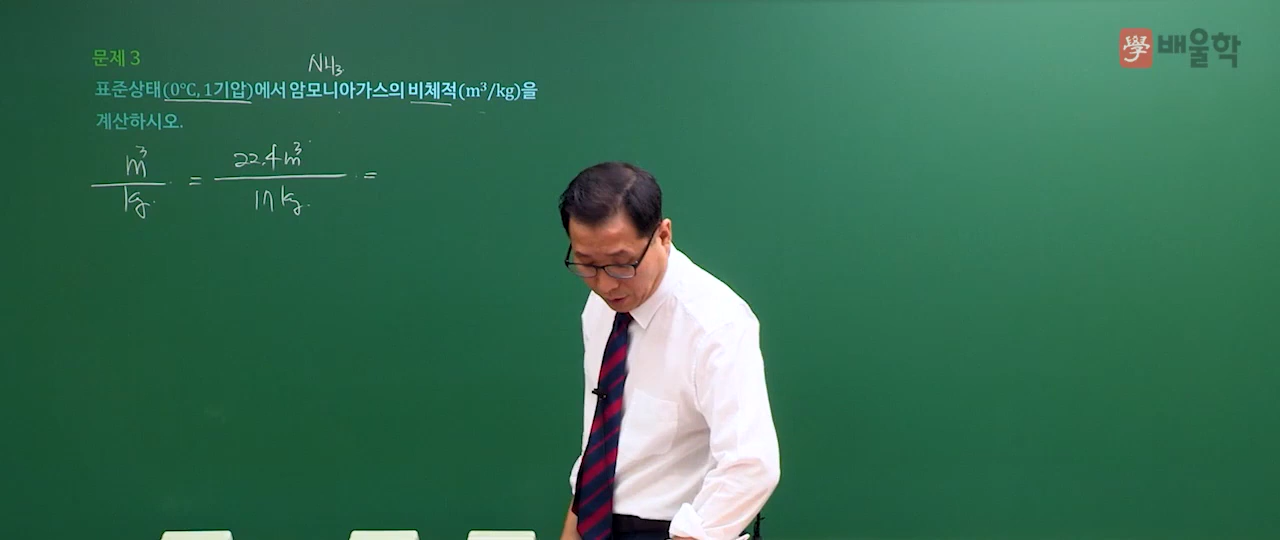 문제 3
NH₃
표준상태(0°C, 1기압)에서 암모니아가스의 비체적(m³/kg)을
계산하시오.
m³/kg = 22.4m³/17kg =
學 배울학